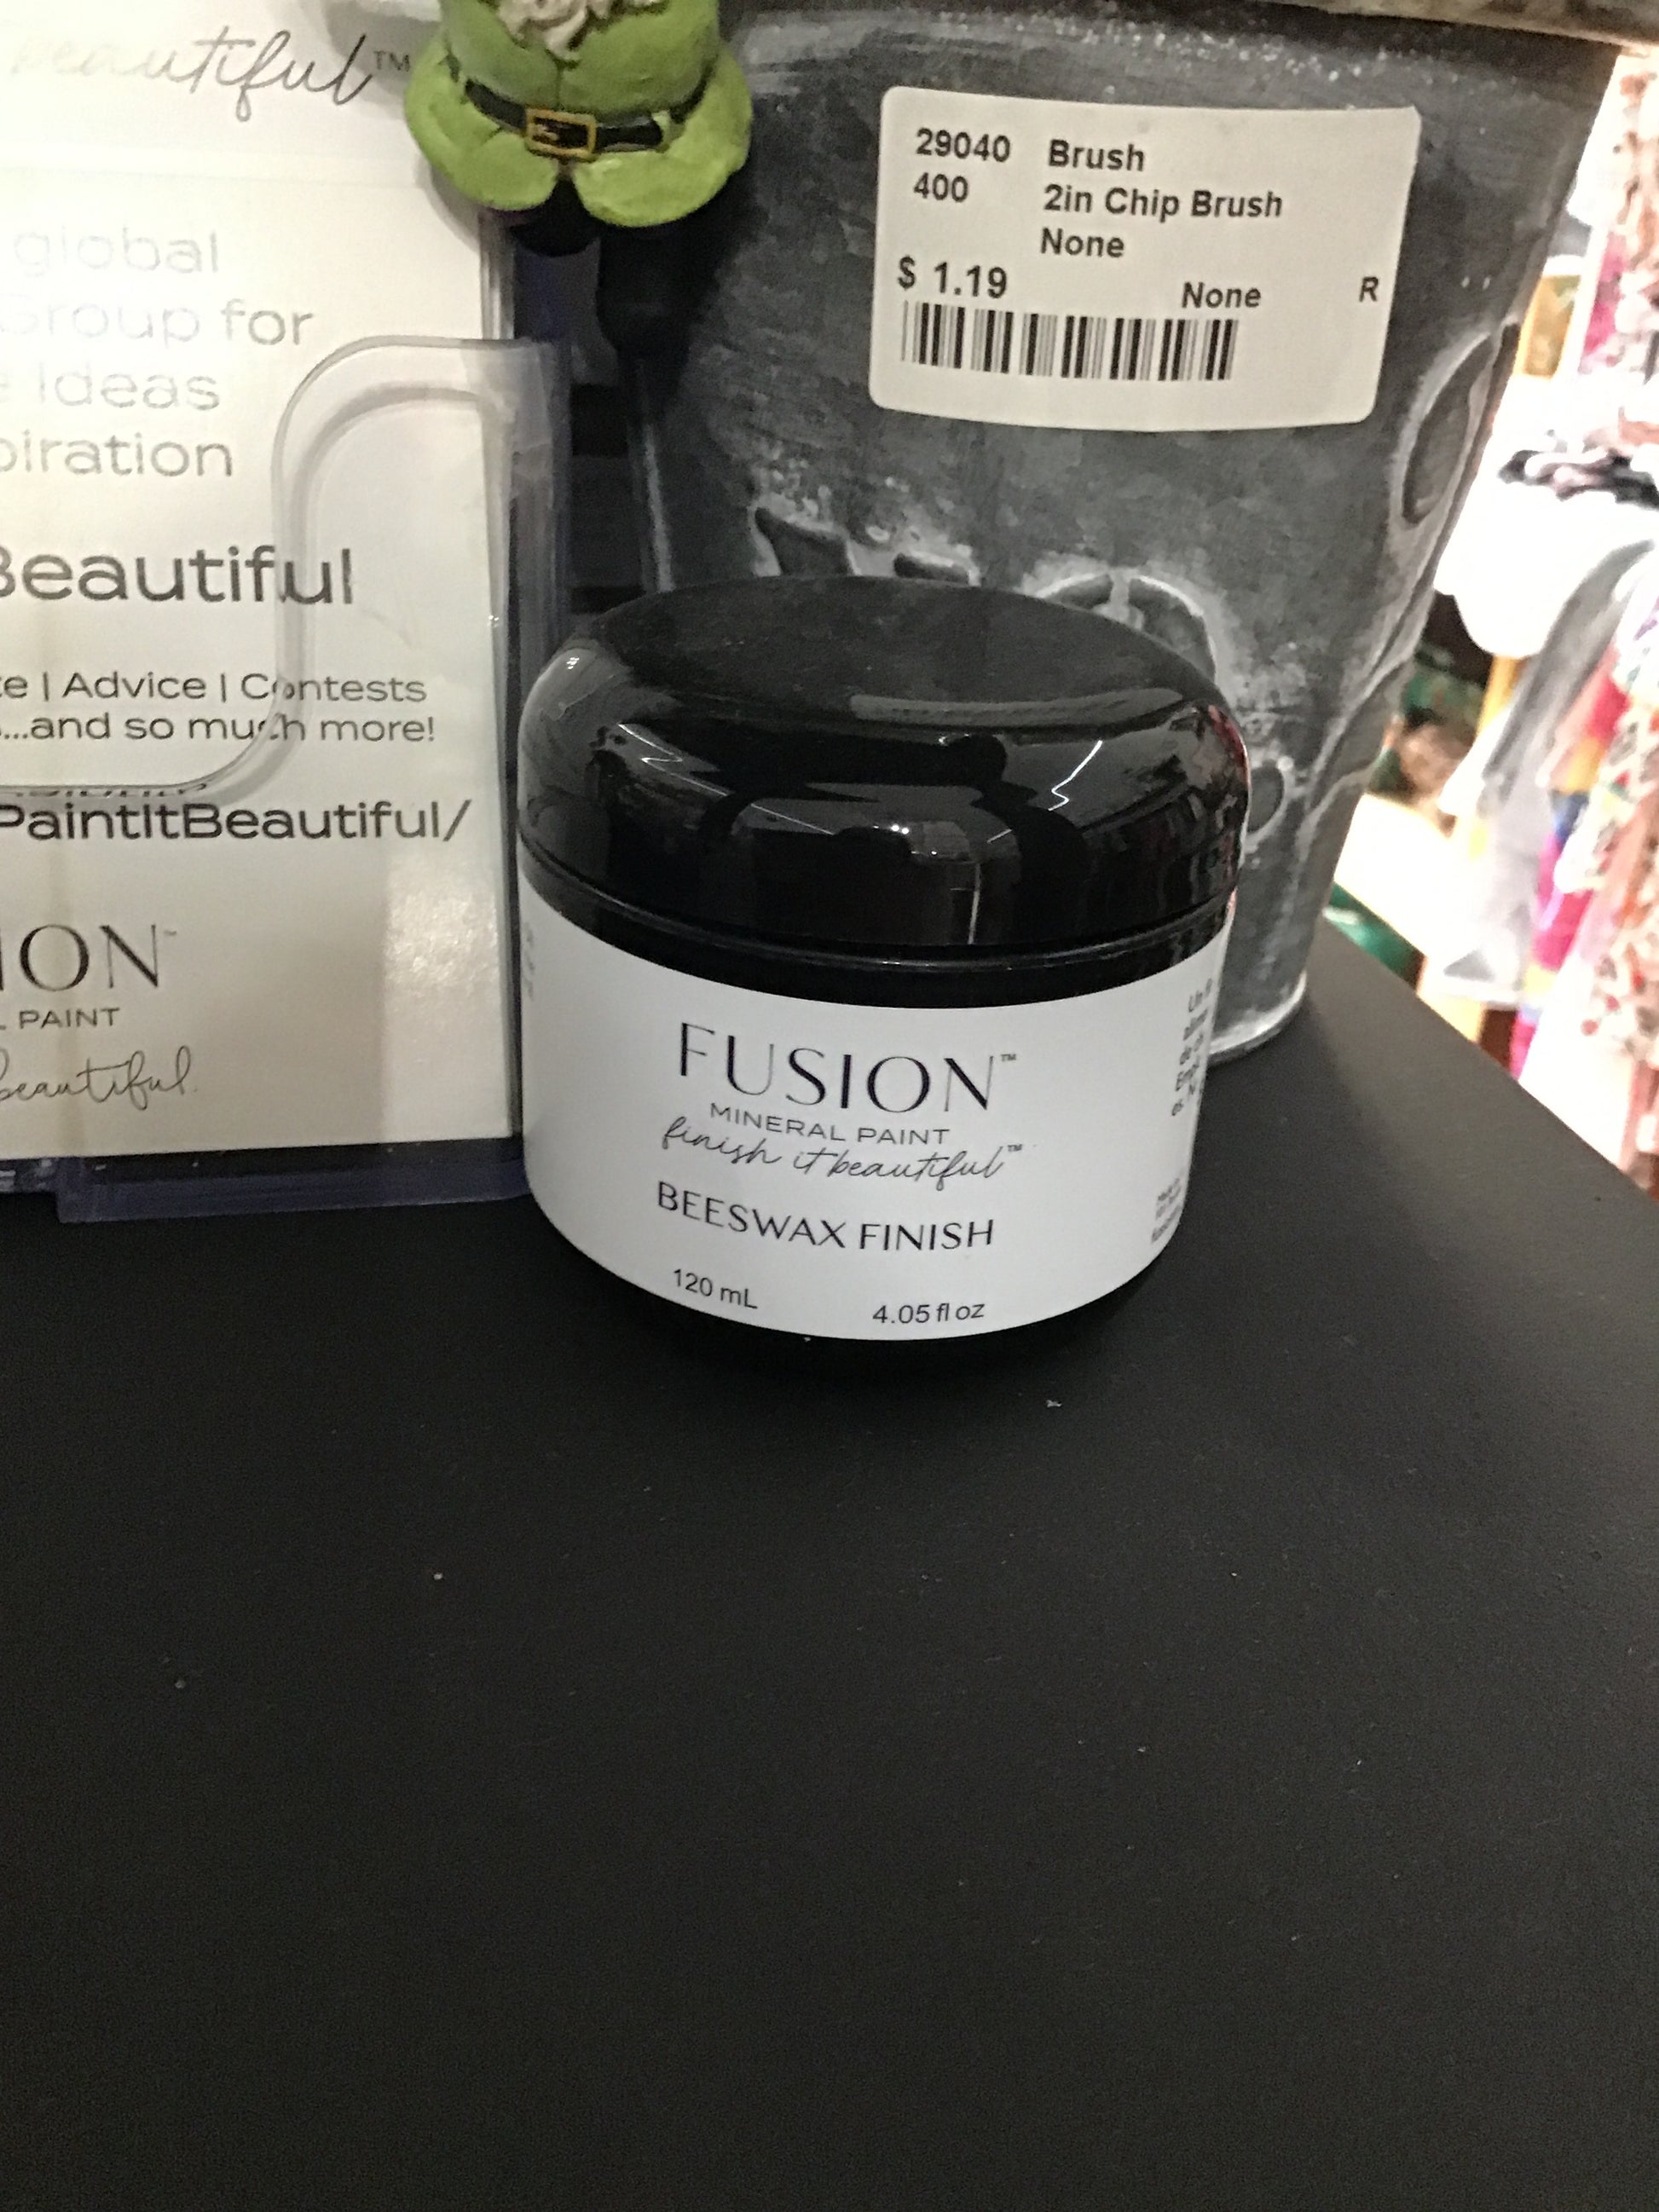 beautiful™
global
Group for
Ideas
Beautiful
| Advice | Contests
...and so much more!
PaintItBeautiful/
PAINT
beautiful.
29040 Brush
400 2in Chip Brush
None
$ 1.19 None R
FUSION™
MINERAL PAINT
finish it beautiful™
BEESWAX FINISH
120 mL 4.05 fl oz